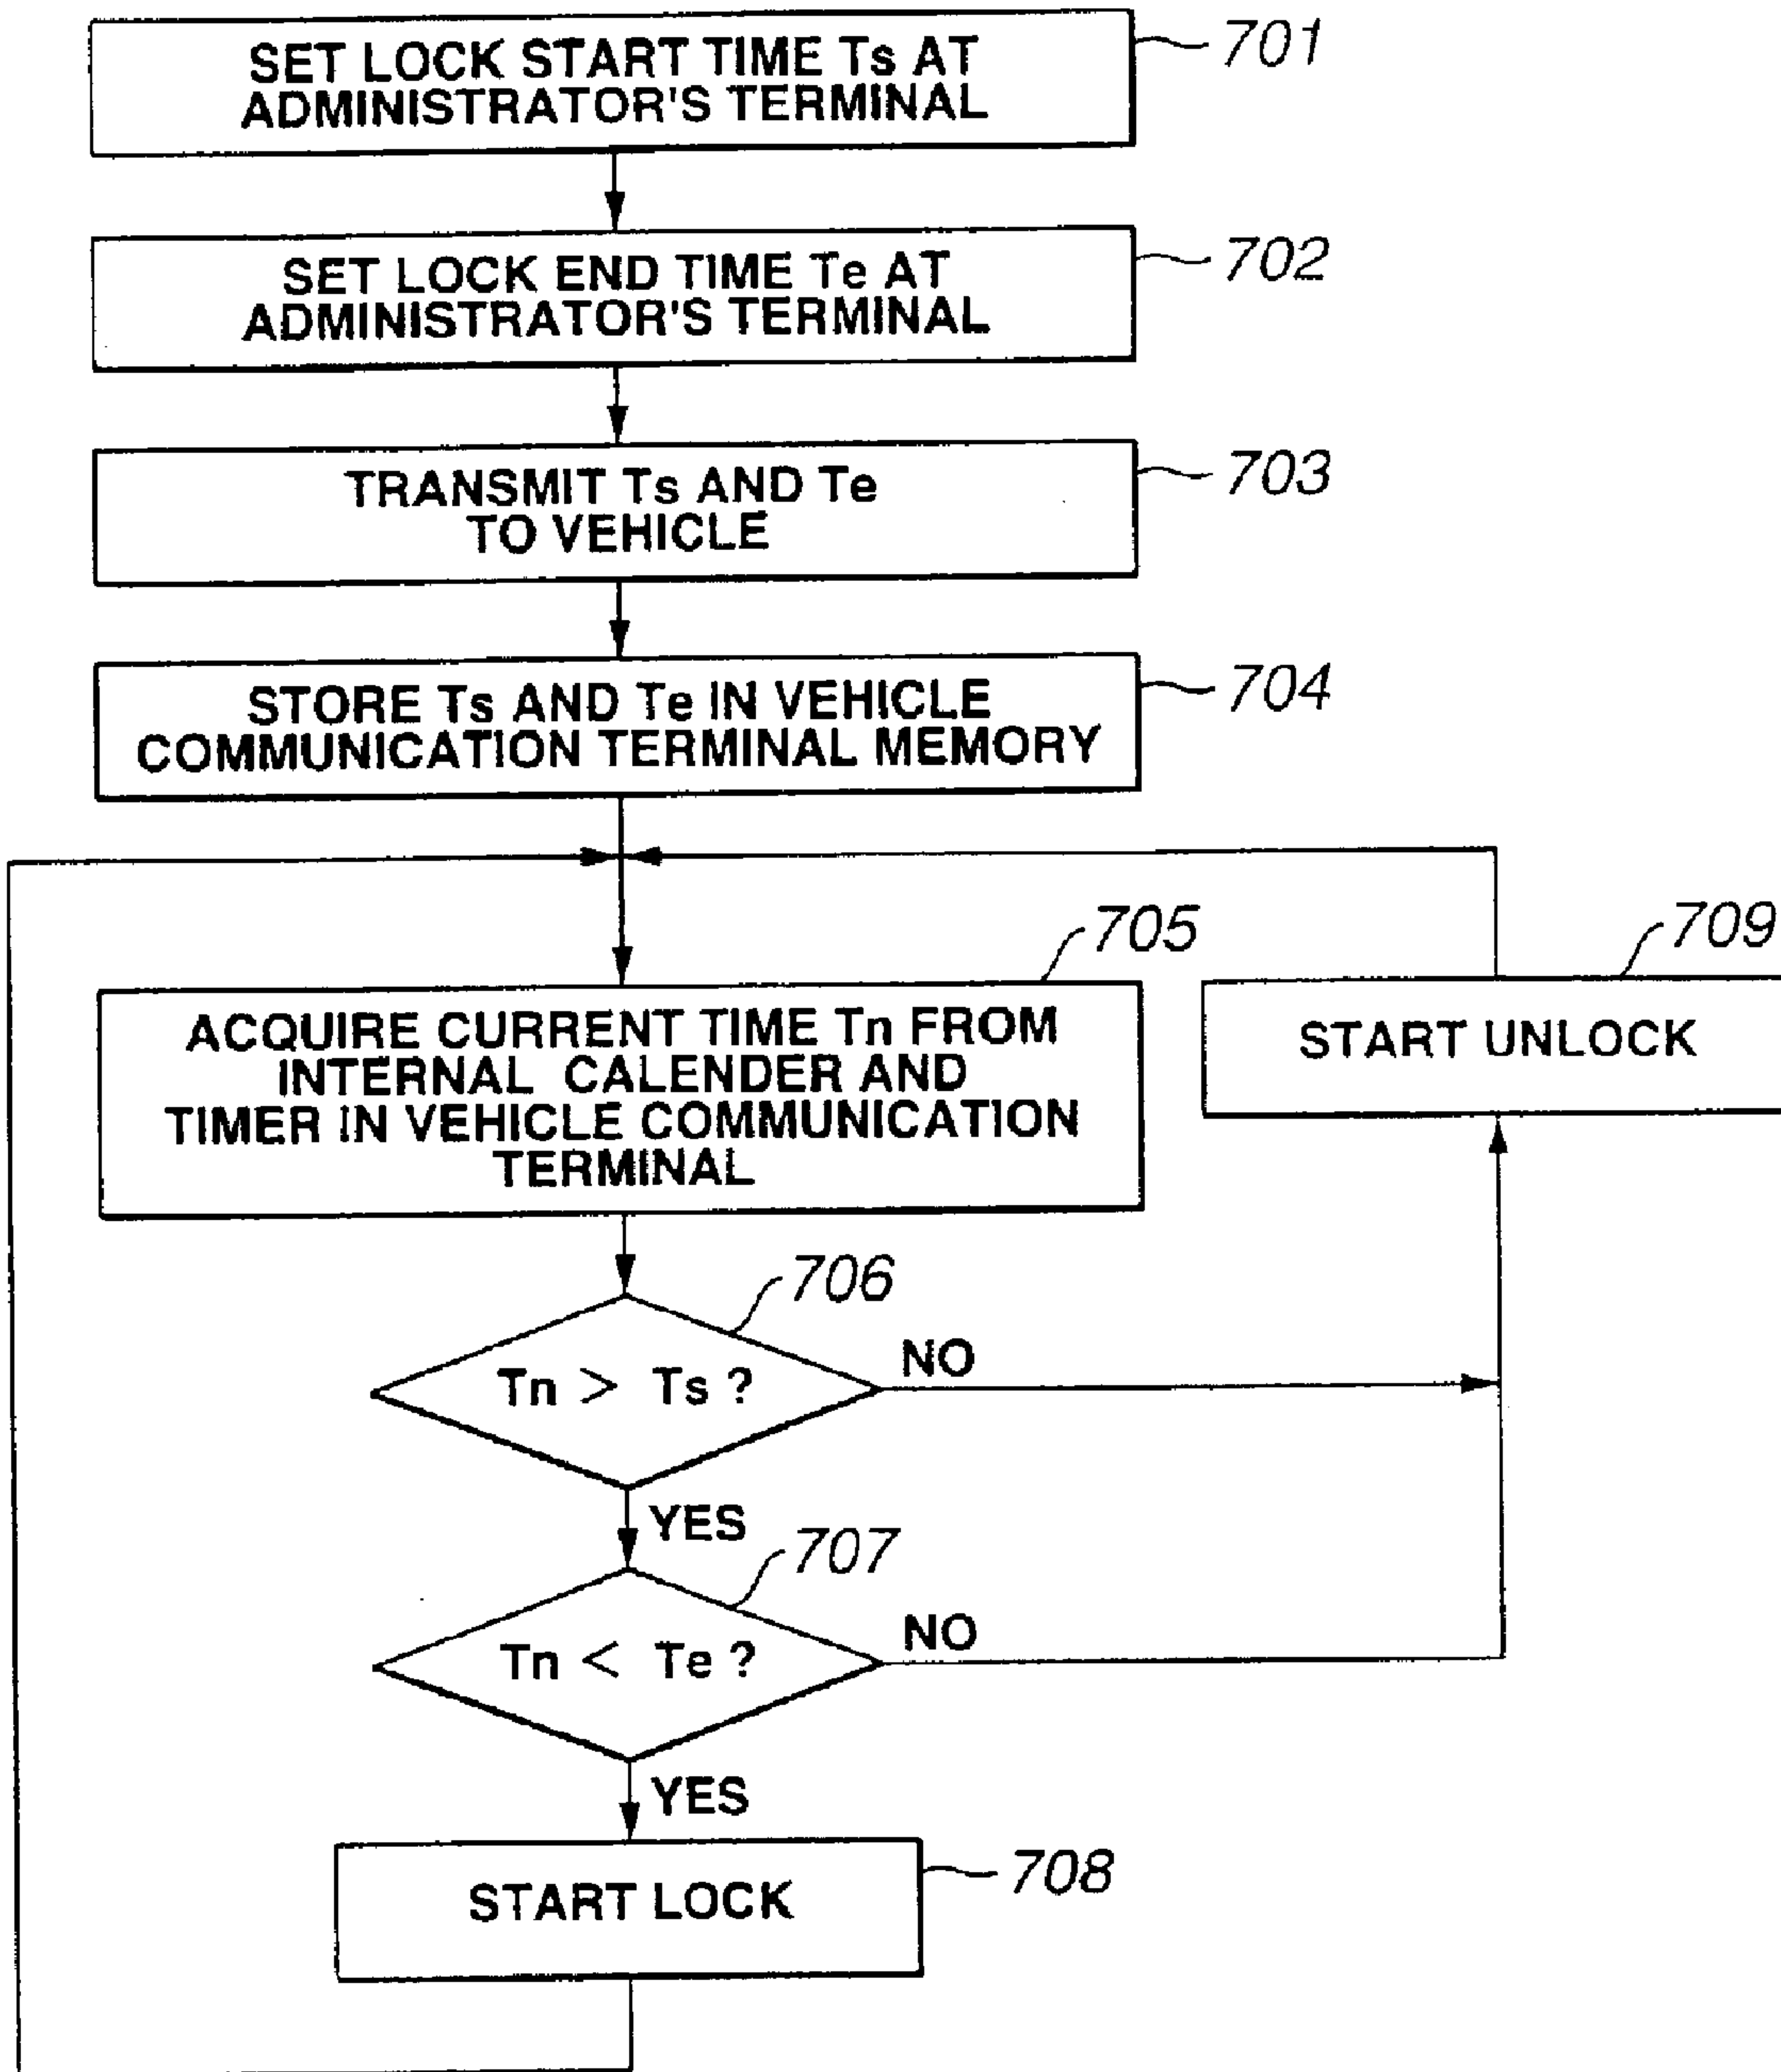 SET LOCK START TIME Ts AT
ADMINISTRATOR'S TERMINAL
701
SET LOCK END TIME Te AT
ADMINISTRATOR'S TERMINAL
702
TRANSMIT Ts AND Te
TO VEHICLE
703
STORE Ts AND Te IN VEHICLE
COMMUNICATION TERMINAL MEMORY
704
705
ACQUIRE CURRENT TIME Tn FROM
INTERNAL CALENDER AND
TIMER IN VEHICLE COMMUNICATION
TERMINAL
709
START UNLOCK
706
Tn > Ts ?
NO
YES
707
Tn < Te ?
NO
YES
START LOCK
708